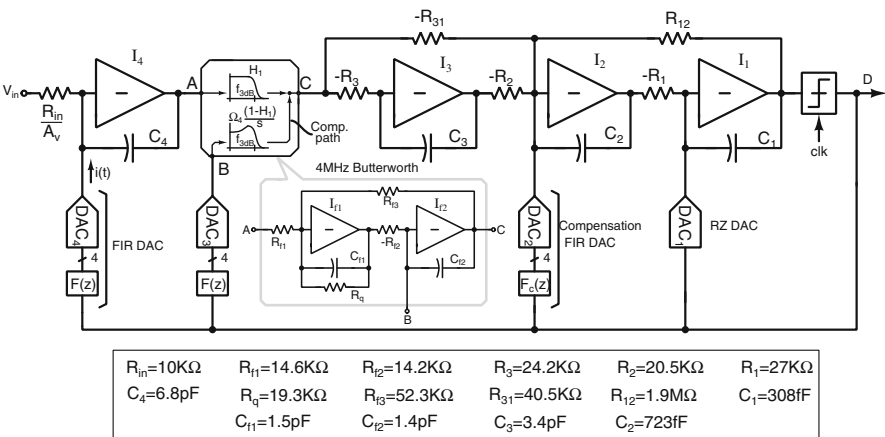 -R31
R12
I4
H1
I3
I2
I1
Vin
A
f3dB
C
-R3
-R2
-R1
D
Rin
Av
Ω4 (1-H1)
s
f3dB
Comp.
path
C4
C3
C2
C1
clk
i(t)
B
4MHz Butterworth
DAC4
FIR DAC
DAC3
If1
Rf3
If2
A
Rf1
-Rf2
C
Cf1
Cf2
Rq
B
DAC2
Compensation
FIR DAC
DAC1
RZ DAC
4
4
4
F(z)
F(z)
Fc(z)
Rin=10KΩ Rf1=14.6KΩ Rf2=14.2KΩ R3=24.2KΩ R2=20.5KΩ R1=27KΩ
C4=6.8pF Rq=19.3KΩ Rf3=52.3KΩ R31=40.5KΩ R12=1.9MΩ C1=308fF
Cf1=1.5pF Cf2=1.4pF C3=3.4pF C2=723fF